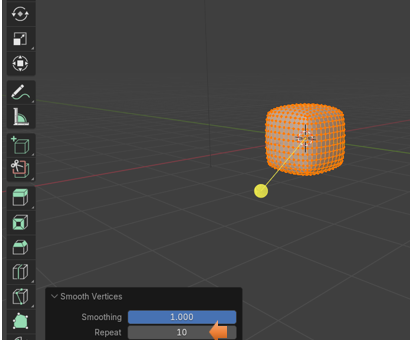 Smooth Vertices
Smoothing 1.000
Repeat 10